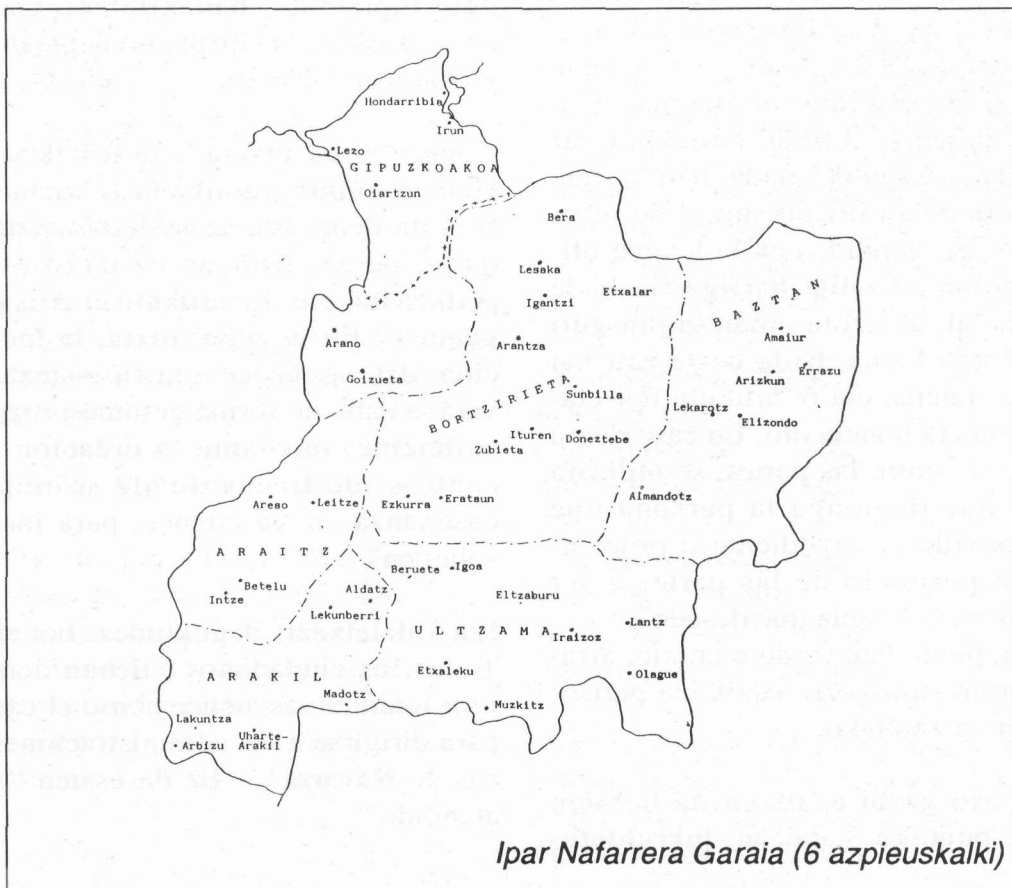 Hondarribia
Irun
Lezo
GIPUZKOAKOA
Oiartzun
Bera
Lesaka
Etxalar
Igantzi
BAZTAN
Amaiur
Arano
Arantza
Errazu
Goizueta
Arizkun
BORTZIRIETA
Sunbilla
Lekarotz
Elizondo
Ituren
Doneztebe
Zubieta
Almandotz
Areso
Leitze
Ezkurra
Eratsun
ARAITZ
Beruete
Igoa
Betelu
Aldatz
Intze
Eltzaburu
Lekunberri
ULTZAMA
Iraizoz
Lantz
ARAKIL
Etxaleku
Olague
Madotz
Muzkitz
Lakuntza
Uharte-
Arakil
Arbizu
Ipar Nafarrera Garaia (6 azpieuskalki)